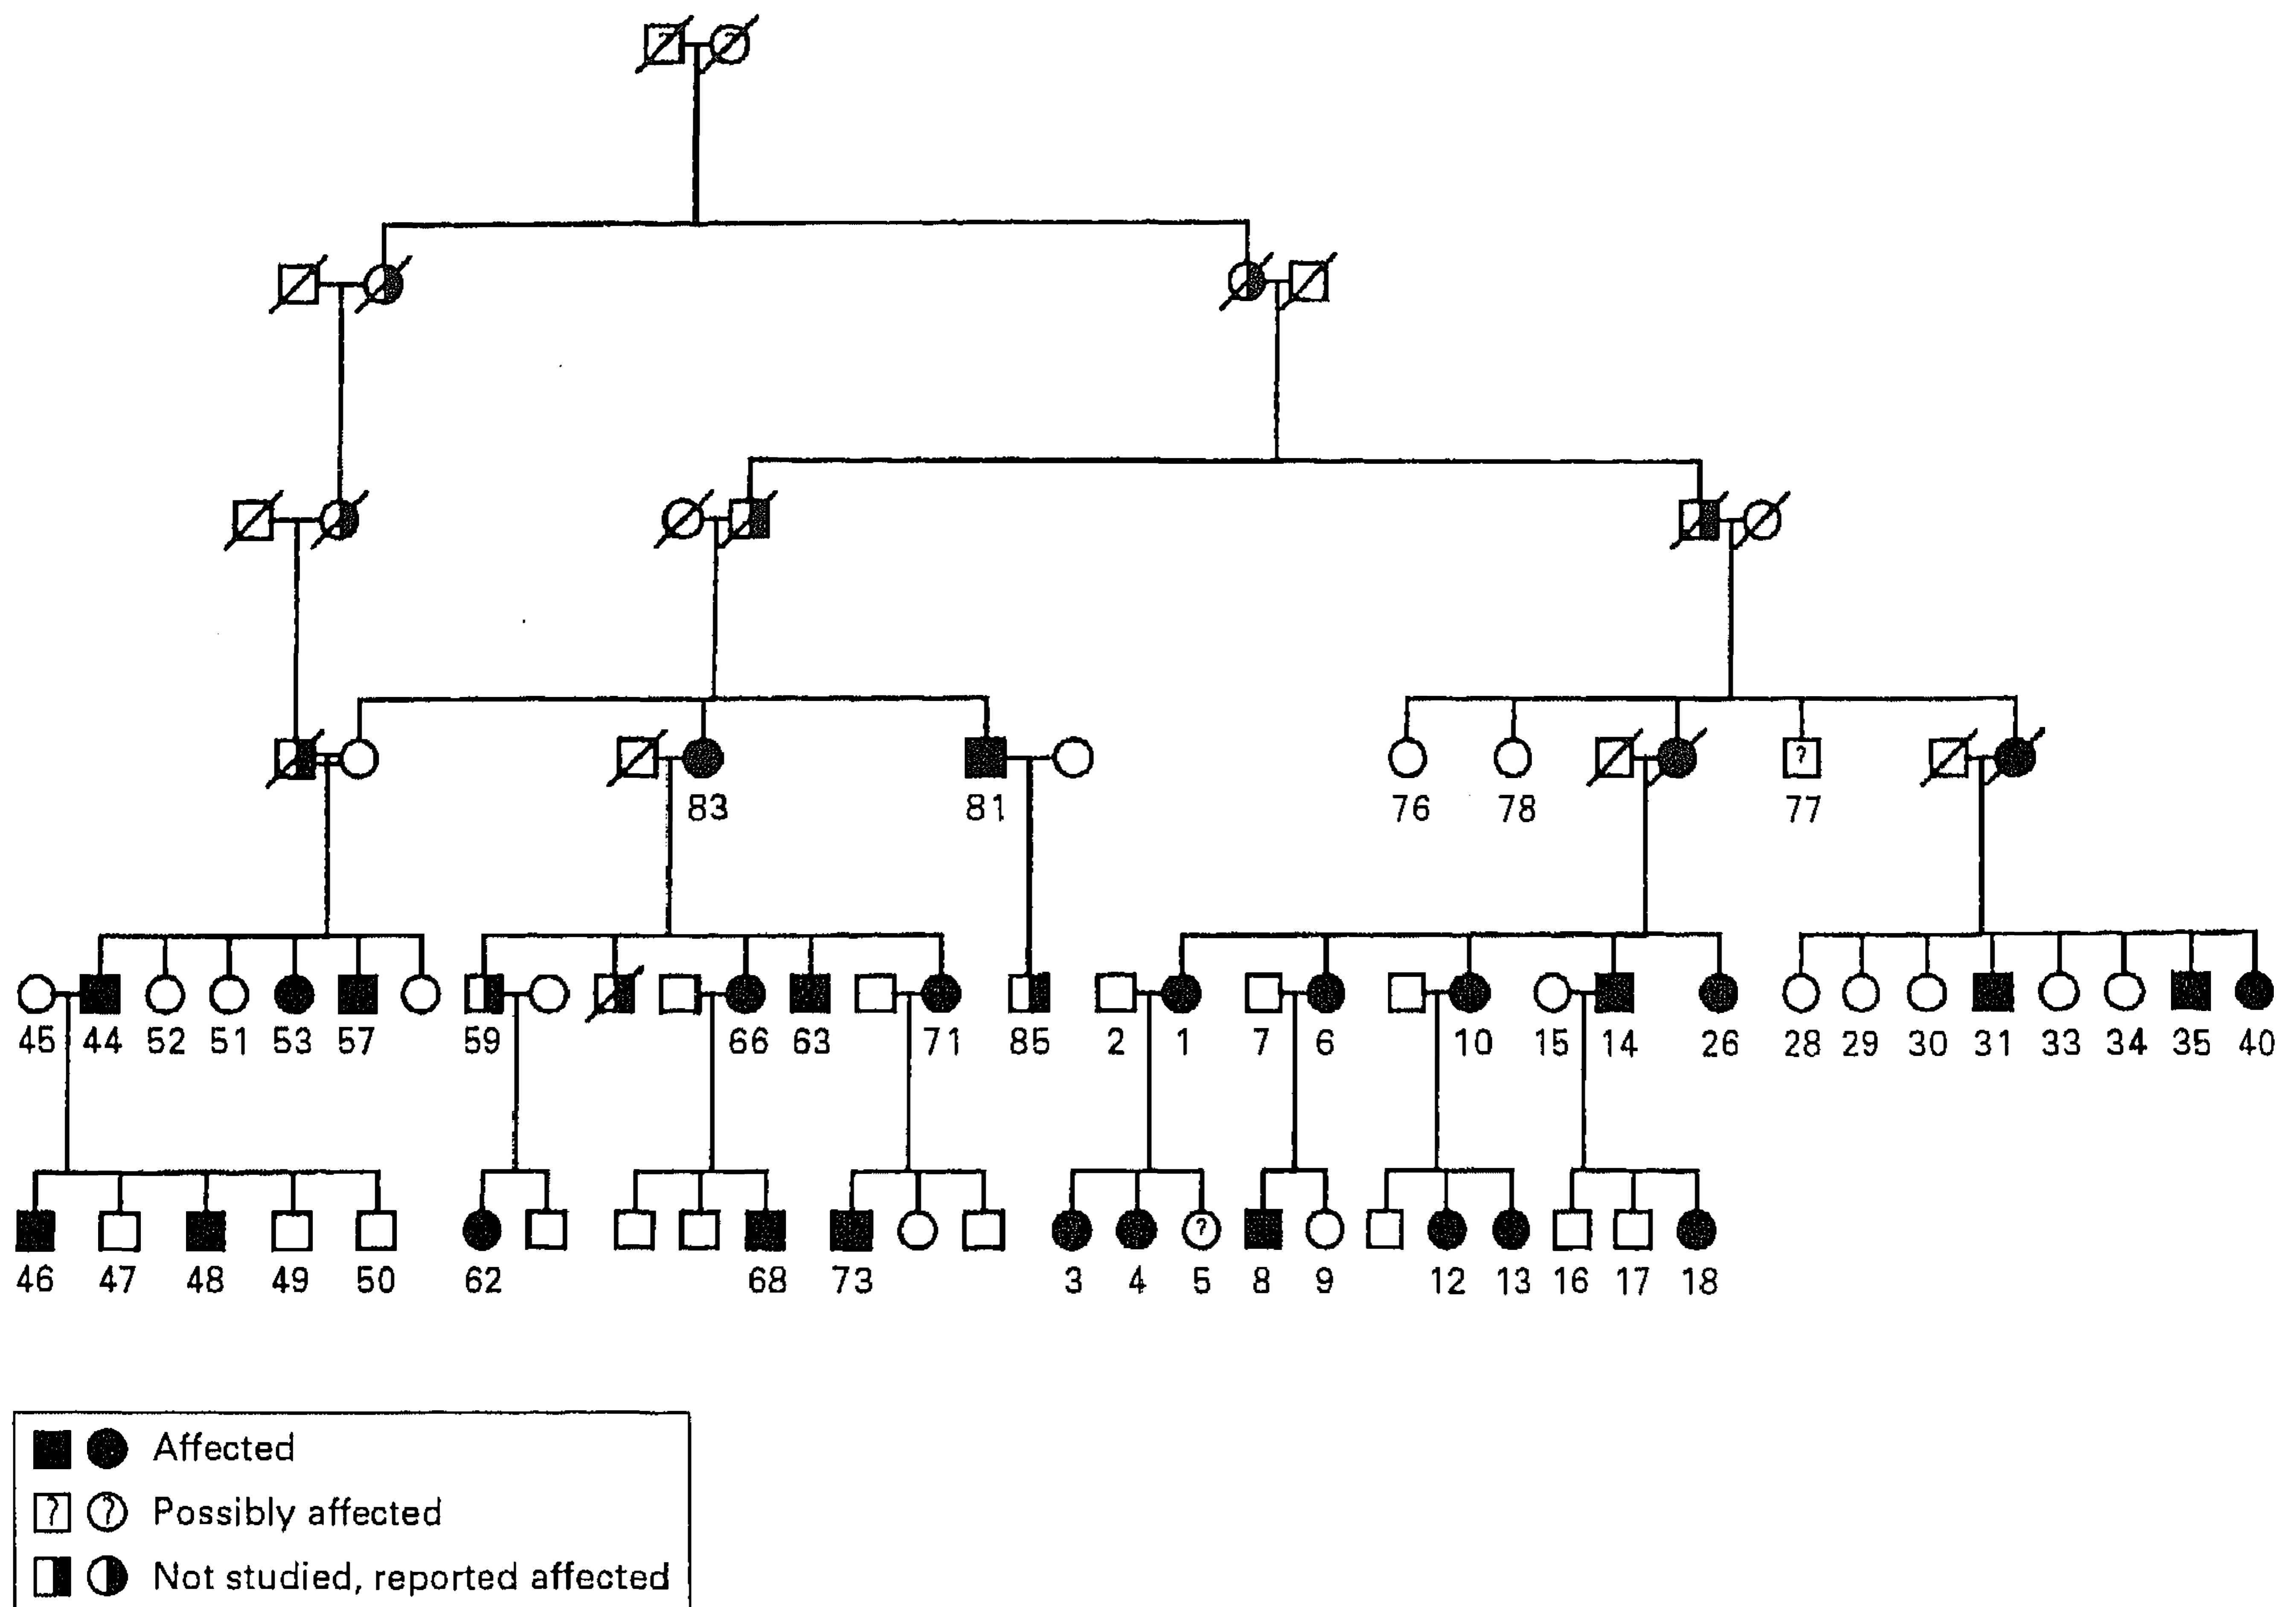 ? ?
83 81 76 78 ? 77
45 44 52 51 53 57 59 66 63 71 85 2 1 7 6 10 15 14 26 28 29 30 31 33 34 35 40
?
46 47 48 49 50 62 68 73 3 4 5 8 9 12 13 16 17 18
Affected
? ? Possibly affected
Not studied, reported affected